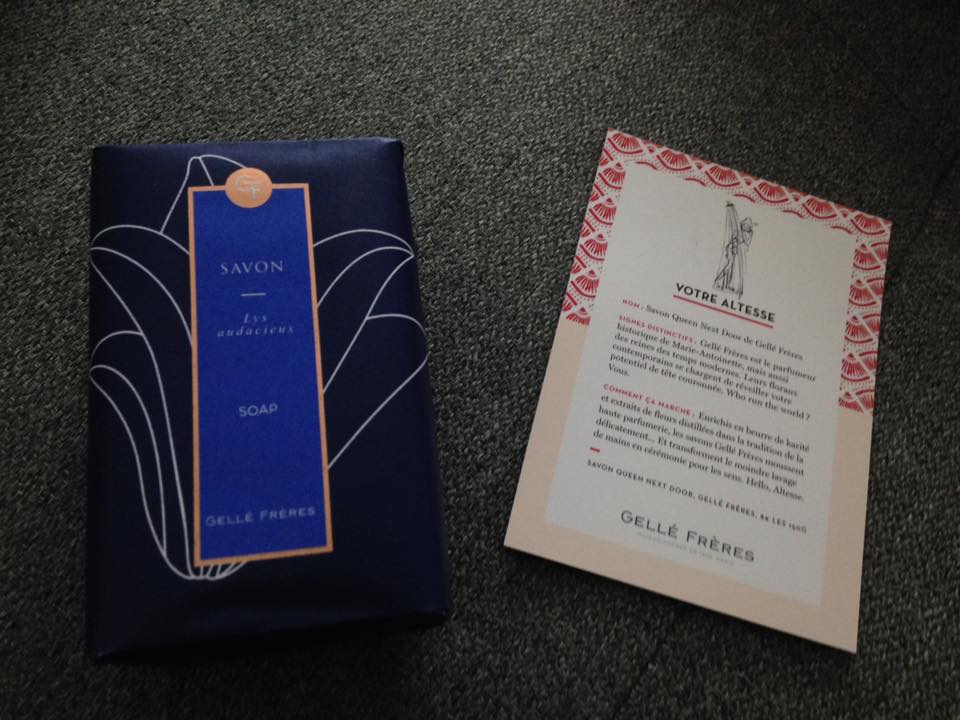 GF
SAVON
Lys
audacieux
SOAP
GELLÉ FRÈRES
VOTRE ALTESSE
NOM : Savon Queen Next Door de Gellé Frères
SIGNES DISTINCTIFS : Gellé Frères est le parfumeur
historique de Marie-Antoinette, mais aussi
des reines des temps modernes. Leurs floraux
contemporains se chargent de réveiller votre
potentiel de tête couronnée. Who run the world ?
Vous.
COMMENT ÇA MARCHE : Enrichis en beurre de karité
et extraits de fleurs distillées dans la tradition de la
haute parfumerie, les savons Gellé Frères moussent
délicatement... Et transforment le moindre lavage
de mains en cérémonie pour les sens. Hello, Altesse.
SAVON QUEEN NEXT DOOR, GELLÉ FRÈRES, 8€ LES 150G
GELLÉ FRÈRES